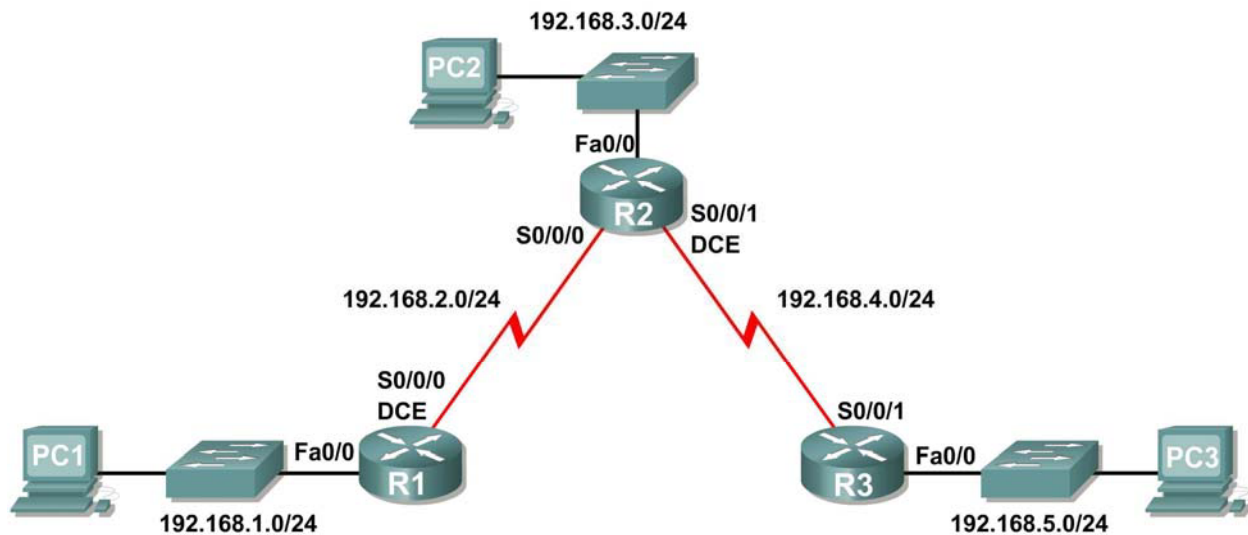 192.168.3.0/24
PC2
Fa0/0
R2
S0/0/0
S0/0/1
DCE
192.168.2.0/24
192.168.4.0/24
S0/0/0
DCE
S0/0/1
PC1
Fa0/0
R1
R3
Fa0/0
PC3
192.168.1.0/24
192.168.5.0/24